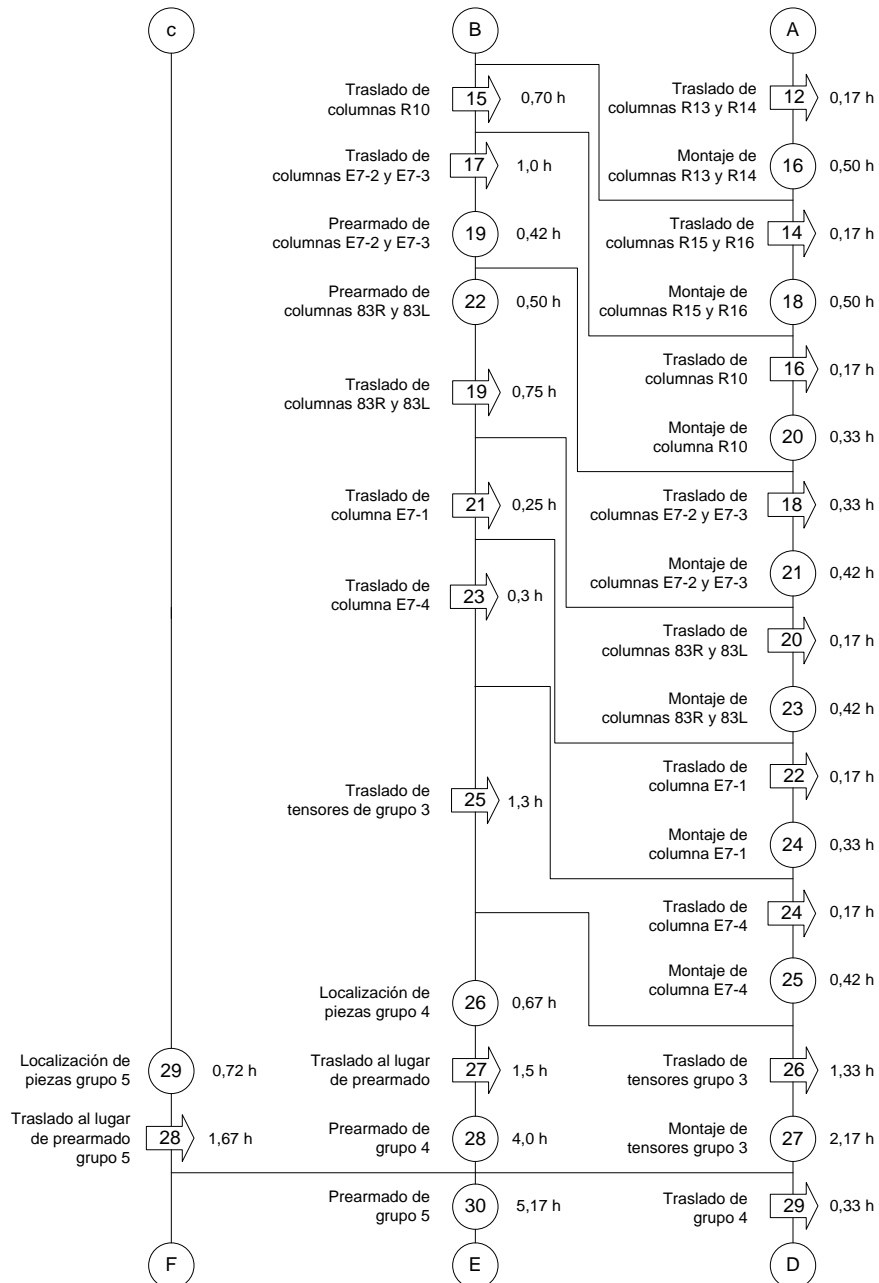 c
B
A
Traslado de
columnas R10
15
0,70 h
Traslado de
columnas R13 y R14
12
0,17 h
Traslado de
columnas E7-2 y E7-3
17
1,0 h
Montaje de
columnas R13 y R14
16
0,50 h
Prearmado de
columnas E7-2 y E7-3
19
0,42 h
Traslado de
columnas R15 y R16
14
0,17 h
Prearmado de
columnas 83R y 83L
22
0,50 h
Montaje de
columnas R15 y R16
18
0,50 h
Traslado de
columnas 83R y 83L
19
0,75 h
Traslado de
columnas R10
16
0,17 h
Montaje de
columna R10
20
0,33 h
Traslado de
columna E7-1
21
0,25 h
Traslado de
columnas E7-2 y E7-3
18
0,33 h
Traslado de
columna E7-4
23
0,3 h
Montaje de
columnas E7-2 y E7-3
21
0,42 h
Traslado de
columnas 83R y 83L
20
0,17 h
Montaje de
columnas 83R y 83L
23
0,42 h
Traslado de
tensores de grupo 3
25
1,3 h
Traslado de
columna E7-1
22
0,17 h
Montaje de
columna E7-1
24
0,33 h
Traslado de
columna E7-4
24
0,17 h
Localización de
piezas grupo 4
26
0,67 h
Montaje de
columna E7-4
25
0,42 h
Localización de
piezas grupo 5
29
0,72 h
Traslado al lugar
de prearmado
27
1,5 h
Traslado de
tensores grupo 3
26
1,33 h
Traslado al lugar
de prearmado
grupo 5
28
1,67 h
Prearmado de
grupo 4
28
4,0 h
Montaje de
tensores grupo 3
27
2,17 h
Prearmado de
grupo 5
30
5,17 h
Traslado de
grupo 4
29
0,33 h
F
E
D